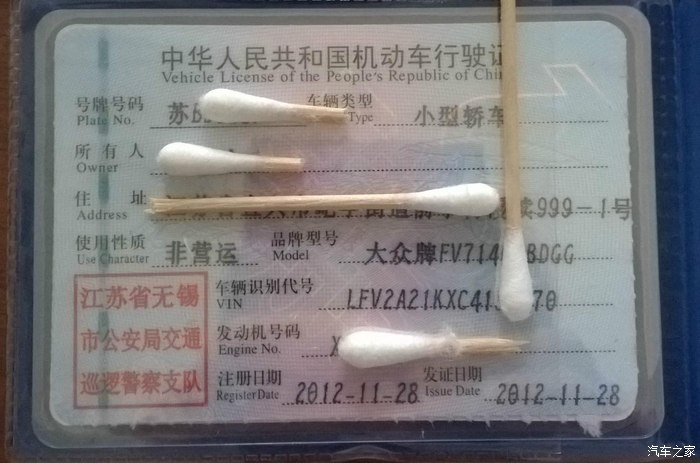 中华人民共和国机动车行驶证
Vehicle License of the People's Republic of Chi
号牌号码 苏B 车辆类型 小型轿车
Plate No. Type
所有人
Owner
住 址 999-1号
Address
使用性质 非营运 品牌型号 大众牌FV714 BDGG
Use Character Model
江苏省无锡
市公安局交通
巡逻警察支队
车辆识别代号 LFV2A21KXC41 70
VIN
发动机号码 X
Engine No.
注册日期 2012-11-28 发证日期 2012-11-28
Register Date Issue Date
汽车之家